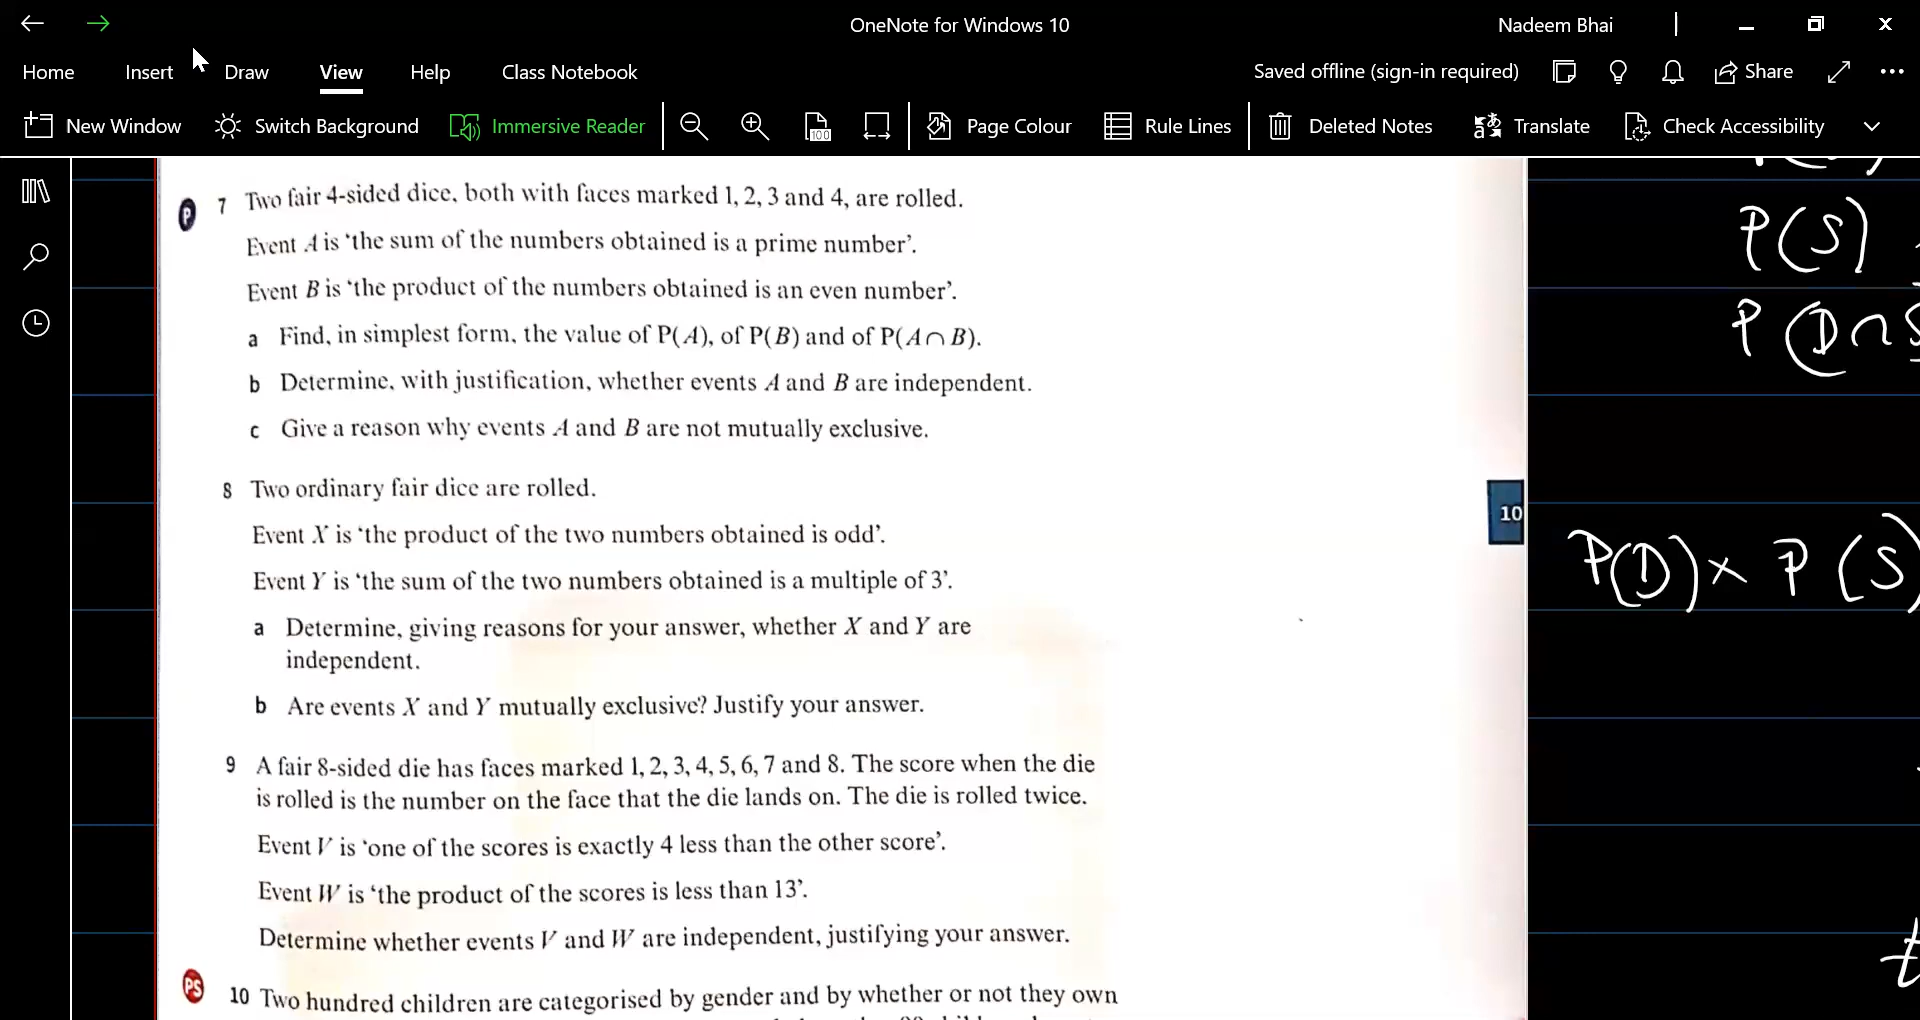 OneNote for Windows 10
Nadeem Bhai
Home Insert Draw View Help Class Notebook
Saved offline (sign-in required) Share
New Window Switch Background Immersive Reader 100 Page Colour Rule Lines Deleted Notes Translate Check Accessibility
P 7 Two fair 4-sided dice, both with faces marked 1, 2, 3 and 4, are rolled.
Event A is ‘the sum of the numbers obtained is a prime number’.
Event B is ‘the product of the numbers obtained is an even number’.
a Find, in simplest form, the value of P(A), of P(B) and of P(A∩B).
b Determine, with justification, whether events A and B are independent.
c Give a reason why events A and B are not mutually exclusive.
8 Two ordinary fair dice are rolled.
Event X is ‘the product of the two numbers obtained is odd’.
Event Y is ‘the sum of the two numbers obtained is a multiple of 3’.
a Determine, giving reasons for your answer, whether X and Y are
independent.
b Are events X and Y mutually exclusive? Justify your answer.
9 A fair 8-sided die has faces marked 1, 2, 3, 4, 5, 6, 7 and 8. The score when the die
is rolled is the number on the face that the die lands on. The die is rolled twice.
Event V is ‘one of the scores is exactly 4 less than the other score’.
Event W is ‘the product of the scores is less than 13’.
Determine whether events V and W are independent, justifying your answer.
PS 10 Two hundred children are categorised by gender and by whether or not they own
10
P(S)
P(D∩S
P(D) × P(S)
t